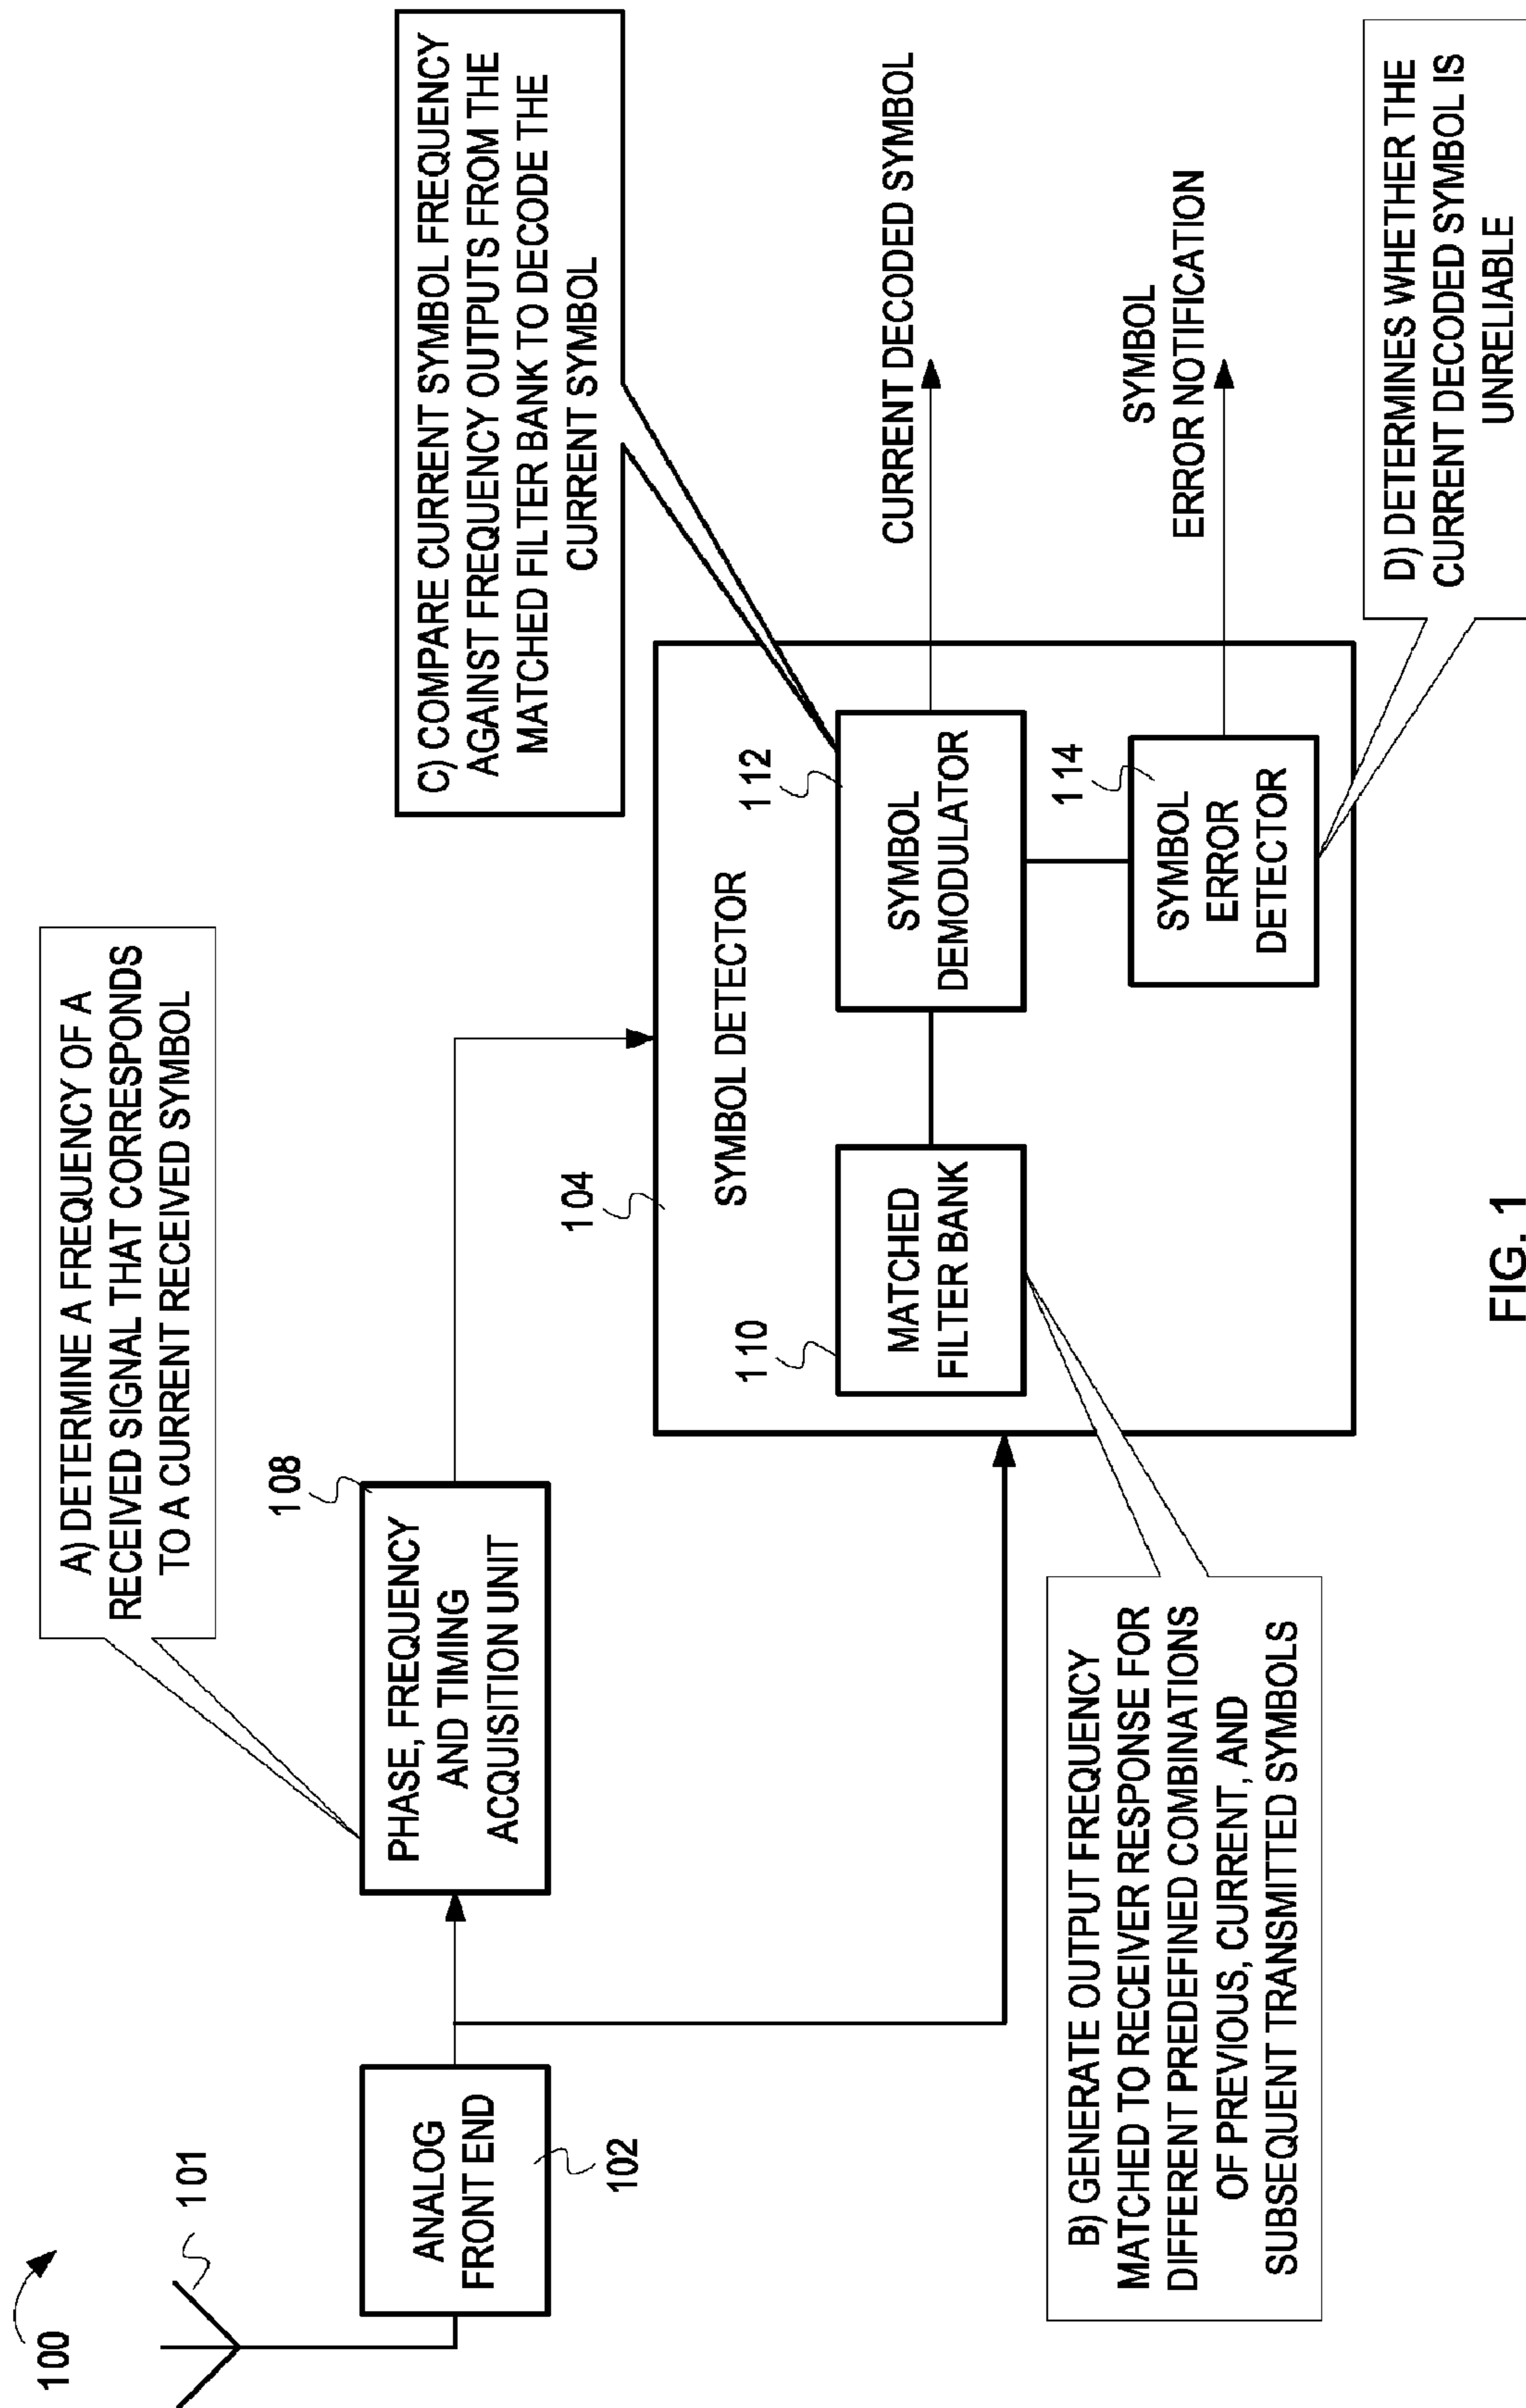 100
101
ANALOG
FRONT END
102
A) DETERMINE A FREQUENCY OF A
RECEIVED SIGNAL THAT CORRESPONDS
TO A CURRENT RECEIVED SYMBOL
108
PHASE, FREQUENCY
AND TIMING
ACQUISITION UNIT
104
SYMBOL DETECTOR
110
MATCHED
FILTER BANK
B) GENERATE OUTPUT FREQUENCY
MATCHED TO RECEIVER RESPONSE FOR
DIFFERENT PREDEFINED COMBINATIONS
OF PREVIOUS, CURRENT, AND
SUBSEQUENT TRANSMITTED SYMBOLS
112
SYMBOL
DEMODULATOR
C) COMPARE CURRENT SYMBOL FREQUENCY
AGAINST FREQUENCY OUTPUTS FROM THE
MATCHED FILTER BANK TO DECODE THE
CURRENT SYMBOL
CURRENT DECODED SYMBOL
114
SYMBOL
ERROR
DETECTOR
SYMBOL
ERROR NOTIFICATION
D) DETERMINES WHETHER THE
CURRENT DECODED SYMBOL IS
UNRELIABLE
FIG. 1